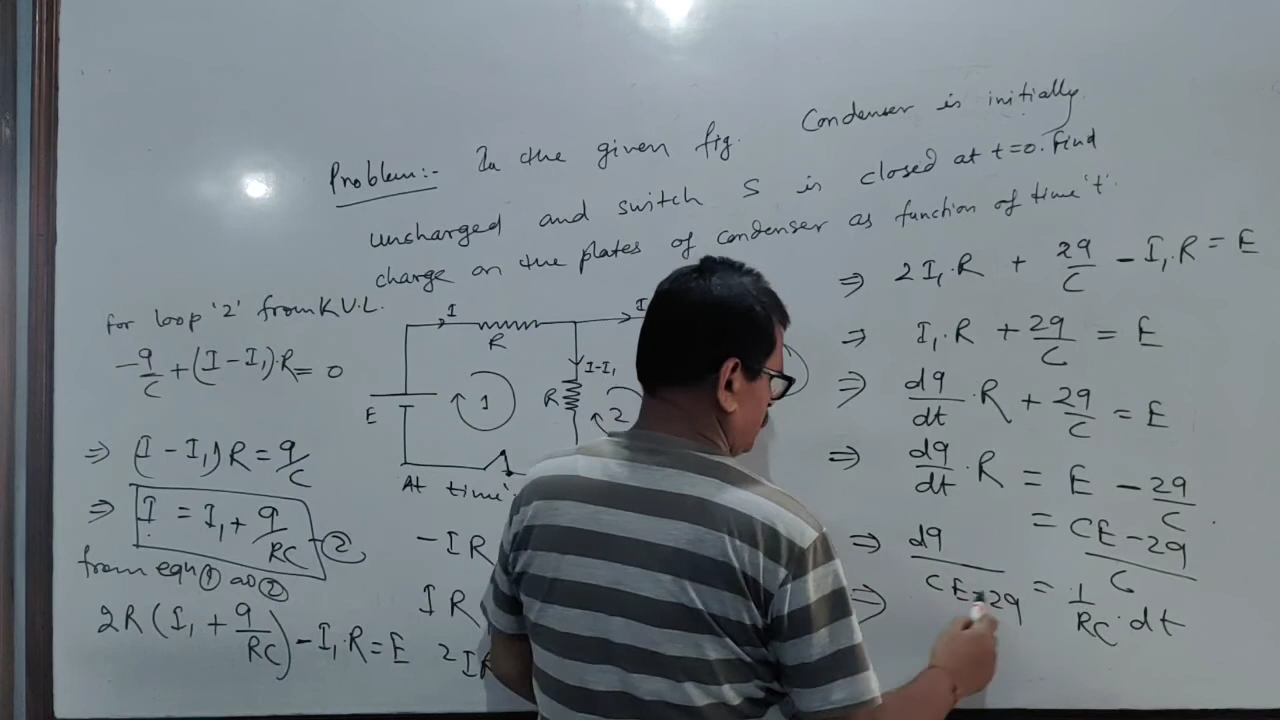 Problem:- In the given fig. Condenser is initially
uncharged and switch S is closed at t=0. Find
charge on the plates of condenser as function of time 't'.
for loop '2' from K.V.L.
-q/C + (I-I₁).R = 0
⇒ (I-I₁)R = q/C
⇒ I = I₁ + q/RC ②
from eqn ① and ②
2R(I₁ + q/RC) - I₁.R = E
I
R
I
I-I₁
R
E
1
2
At time
-IR
IR
2IR
⇒ 2I₁.R + 2q/C - I₁.R = E
⇒ I₁.R + 2q/C = E
⇒ dq/dt .R + 2q/C = E
⇒ dq/dt .R = E - 2q/C
= CE-2q/C
⇒ dq/CE-2q = 1/RC . dt
⇒